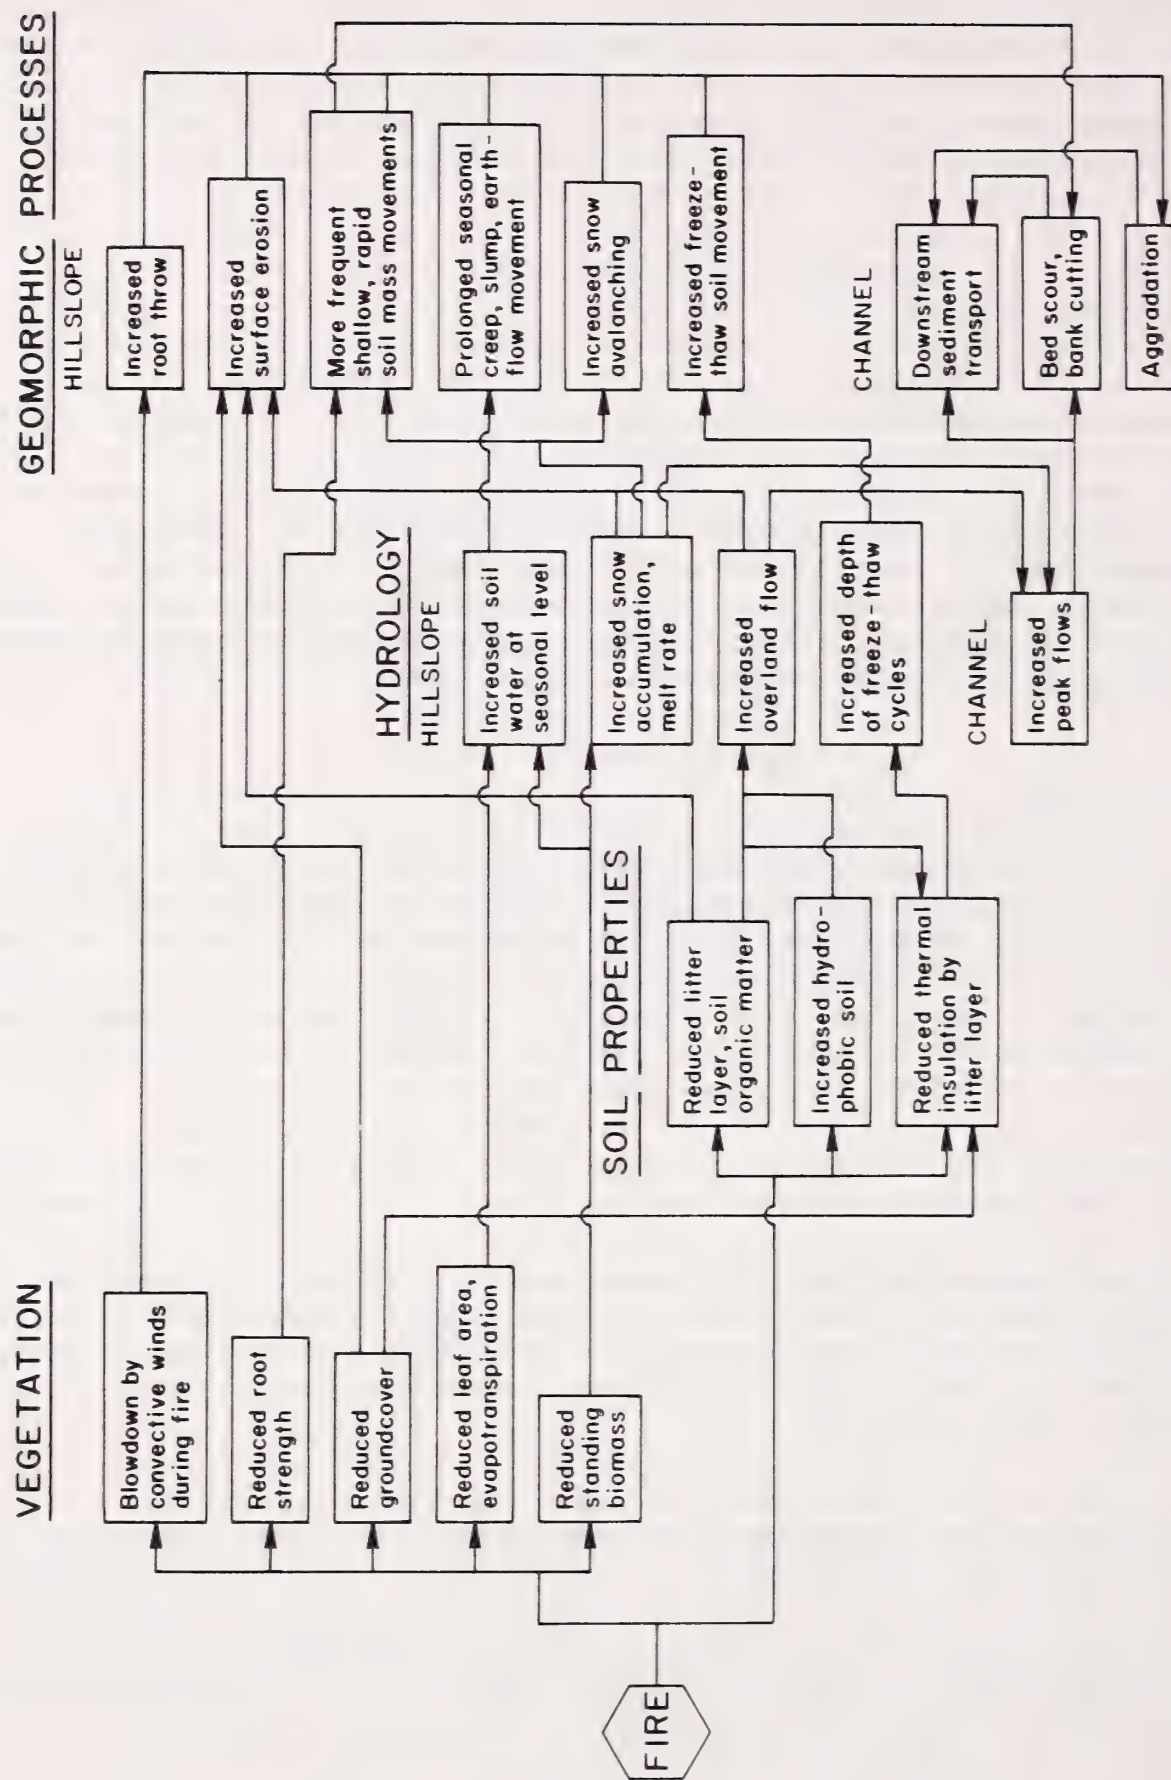 FIRE
VEGETATION
Blowdown by
convective winds
during fire
Reduced root
strength
Reduced
groundcover
Reduced leaf area,
evapotranspiration
Reduced
standing
biomass
SOIL PROPERTIES
Reduced litter
layer, soil
organic matter
Increased hydro-
phobic soil
Reduced thermal
insulation by
litter layer
HYDROLOGY
HILLSLOPE
Increased soil
water at
seasonal level
Increased snow
accumulation,
melt rate
Increased
overland flow
Increased depth
of freeze-thaw
cycles
CHANNEL
Increased
peak flows
GEOMORPHIC PROCESSES
HILLSLOPE
Increased
root throw
Increased
surface erosion
More frequent
shallow, rapid
soil mass movements
Prolonged seasonal
creep, slump, earth-
flow movement
Increased snow
avalanching
Increased freeze-
thaw soil movement
CHANNEL
Downstream
sediment
transport
Bed scour,
bank cutting
Aggradation